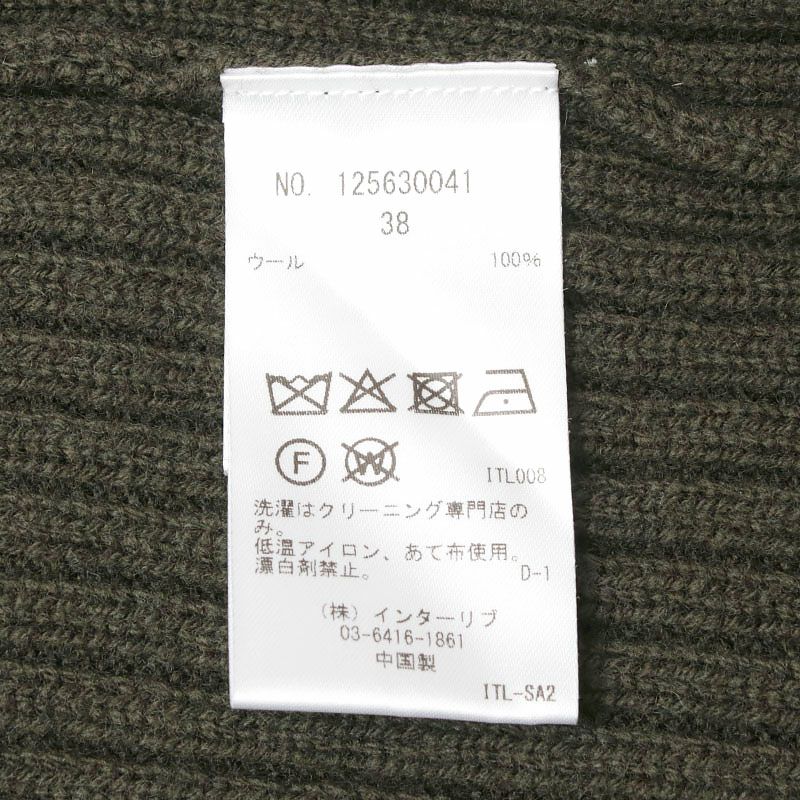 NO. 125630041
38
ウール 100%
F W
ITL008
洗濯はクリーニング専門店の
み。
低温アイロン、あて布使用。
漂白剤禁止。
D-1
(株) インターリブ
03-6416-1861
中国製
ITL-SA2